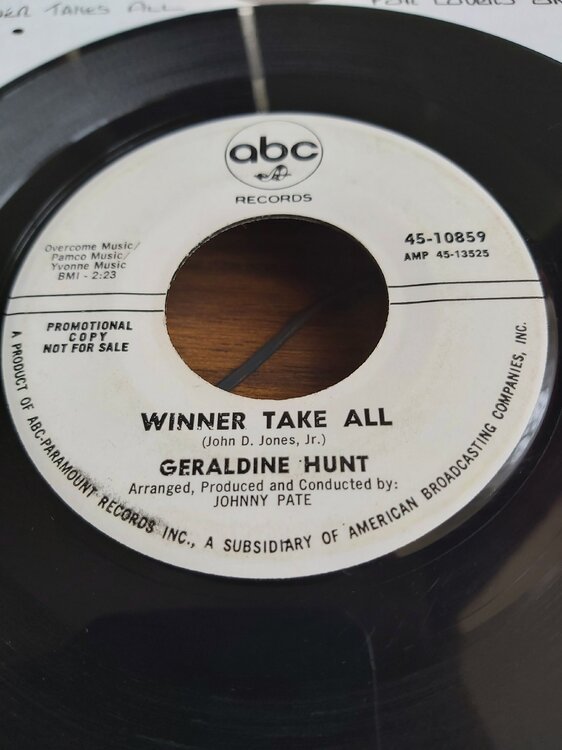 TAKES ALL
abc
RECORDS
45-10859
AMP 45-13525
Overcome Music/
Pamco Music/
Yvonne Music
BMI - 2:23
PROMOTIONAL
COPY
NOT FOR SALE
WINNER TAKE ALL
(John D. Jones, Jr.)
GERALDINE HUNT
Arranged, Produced and Conducted by:
JOHNNY PATE
A PRODUCT OF ABC-PARAMOUNT RECORDS INC., A SUBSIDIARY OF AMERICAN BROADCASTING COMPANIES, INC.